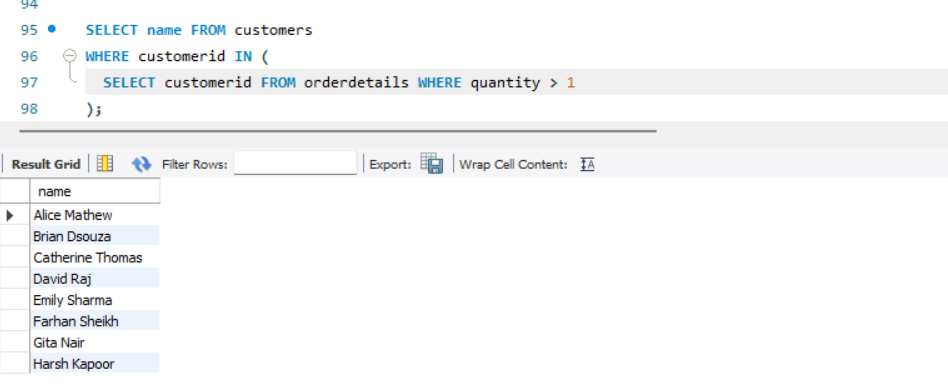 94
95 SELECT name FROM customers
96 WHERE customerid IN (
97 SELECT customerid FROM orderdetails WHERE quantity > 1
98 );
Result Grid Filter Rows: Export: Wrap Cell Content: IA
name
Alice Mathew
Brian Dsouza
Catherine Thomas
David Raj
Emily Sharma
Farhan Sheikh
Gita Nair
Harsh Kapoor